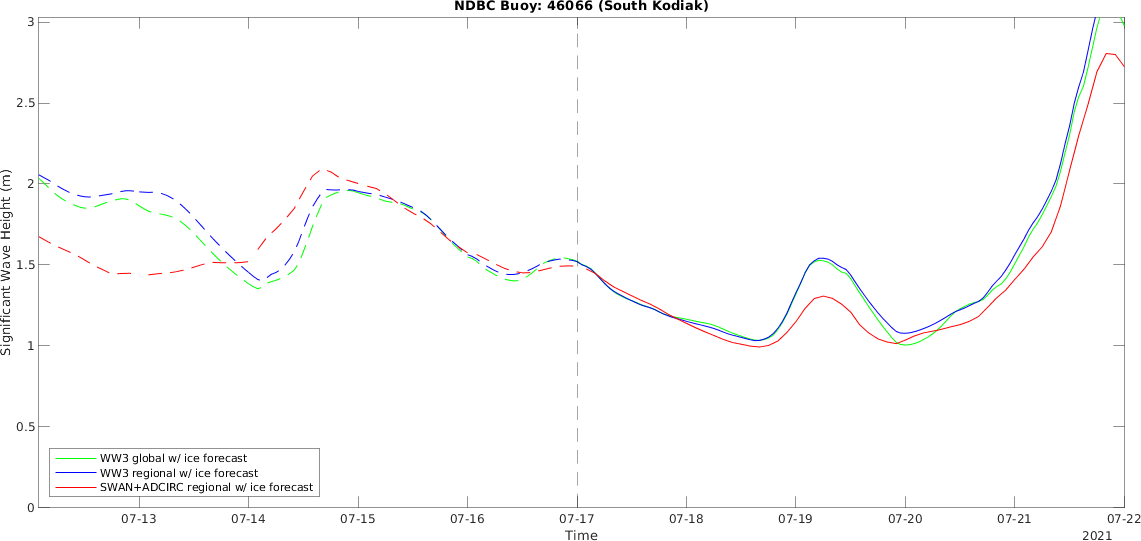 NDBC Buoy: 46066 (South Kodiak)
Significant Wave Height (m)
3
2.5
2
1.5
1
0.5
0
WW3 global w/ ice forecast
WW3 regional w/ ice forecast
SWAN+ADCIRC regional w/ ice forecast
07-13 07-14 07-15 07-16 07-17 07-18 07-19 07-20 07-21 07-22
Time
2021